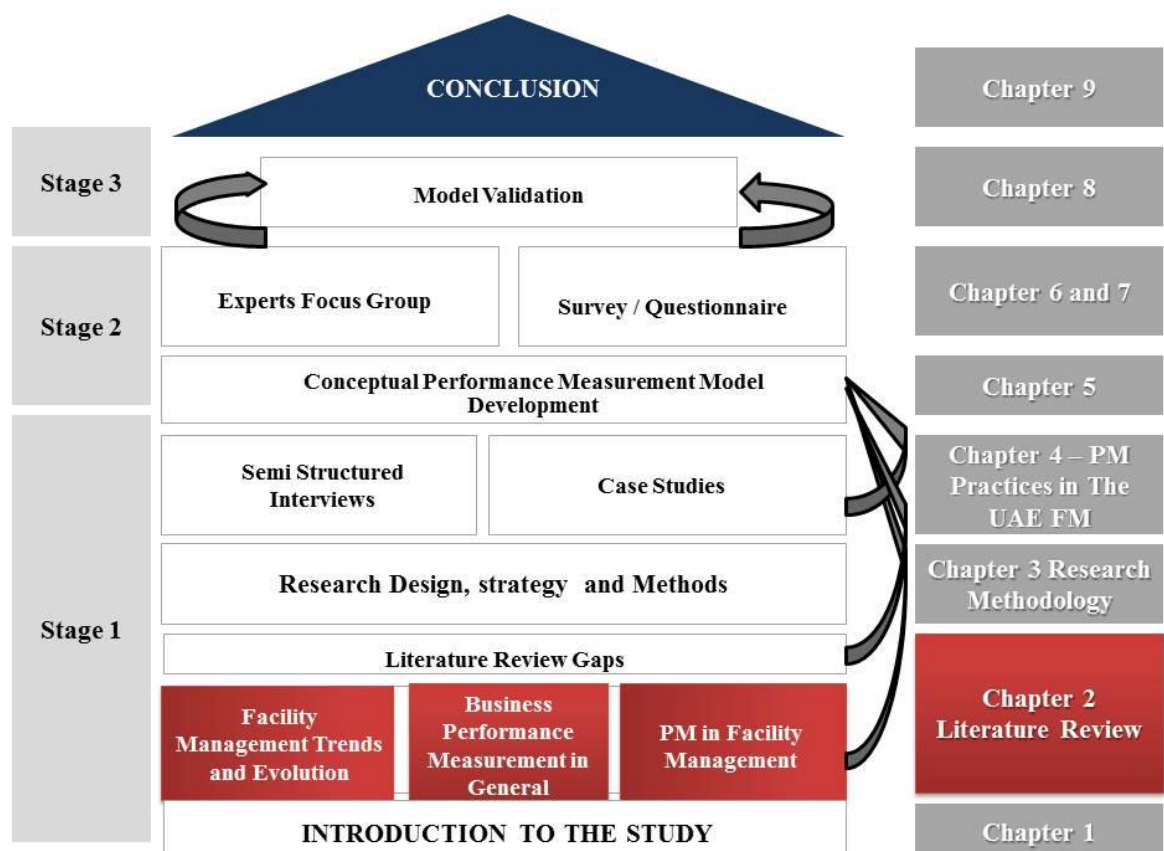 CONCLUSION
Chapter 9
Stage 3
Model Validation
Chapter 8
Stage 2
Experts Focus Group
Survey / Questionnaire
Chapter 6 and 7
Conceptual Performance Measurement Model
Development
Chapter 5
Stage 1
Semi Structured
Interviews
Case Studies
Chapter 4 – PM
Practices in The
UAE FM
Research Design, strategy and Methods
Chapter 3 Research
Methodology
Literature Review Gaps
Facility
Management Trends
and Evolution
Business
Performance
Measurement in
General
PM in Facility
Management
Chapter 2
Literature Review
INTRODUCTION TO THE STUDY
Chapter 1